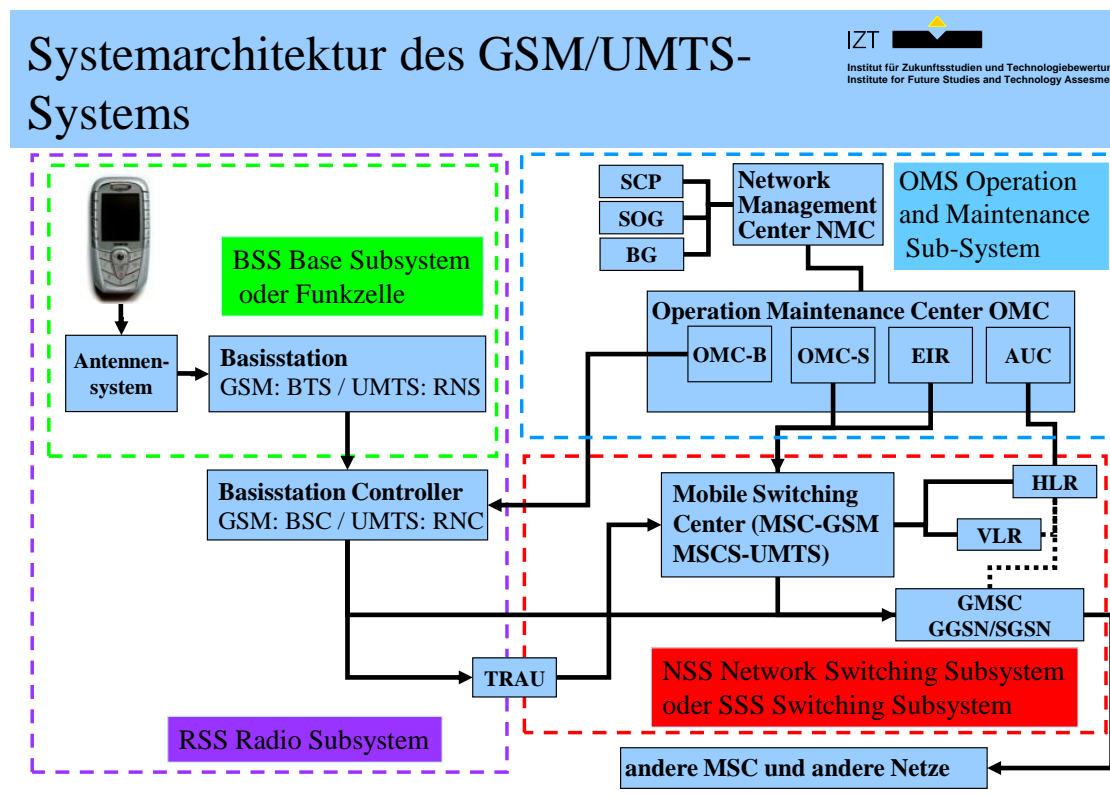 Systemarchitektur des GSM/UMTS-
Systems
IZT
Institut für Zukunftsstudien und Technologiebewertun
Institute for Future Studies and Technology Assesme
BSS Base Subsystem
oder Funkzelle
Antennen-
system
Basisstation
GSM: BTS / UMTS: RNS
Basisstation Controller
GSM: BSC / UMTS: RNC
TRAU
RSS Radio Subsystem
SCP
SOG
BG
Network
Management
Center NMC
OMS Operation
and Maintenance
Sub-System
Operation Maintenance Center OMC
OMC-B
OMC-S
EIR
AUC
Mobile Switching
Center (MSC-GSM
MSCS-UMTS)
HLR
VLR
GMSC
GGSN/SGSN
NSS Network Switching Subsystem
oder SSS Switching Subsystem
andere MSC und andere Netze